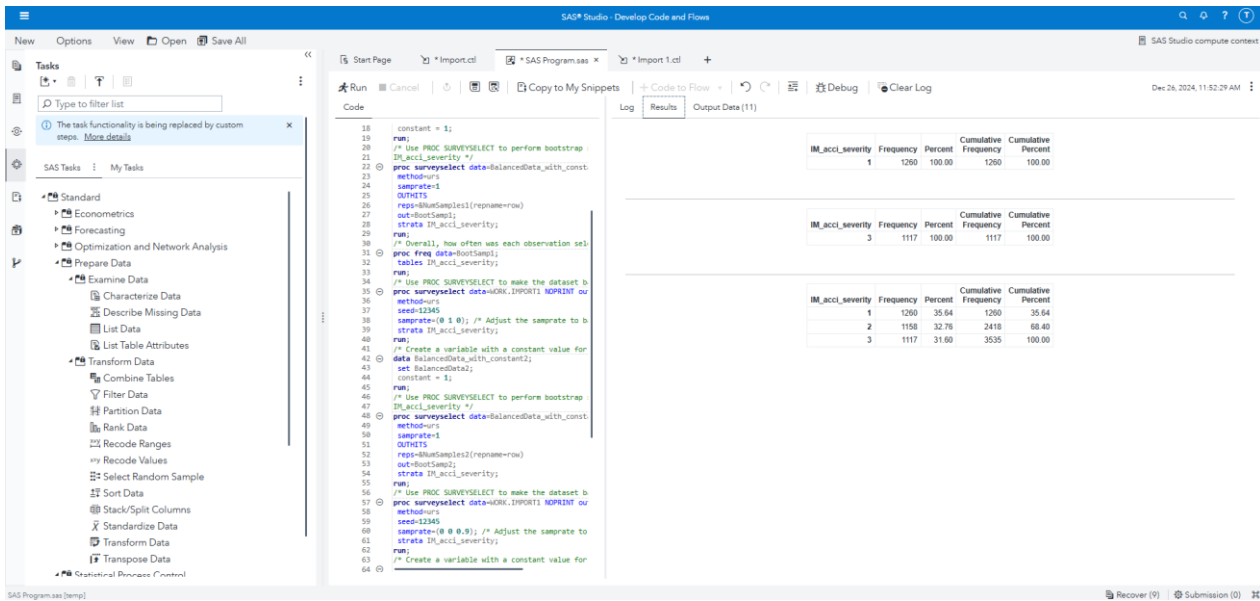 SAS® Studio - Develop Code and Flows
New Options View Open Save All
SAS Studio compute context
Tasks
Type to filter list
The task functionality is being replaced by custom
steps. More details
SAS Tasks My Tasks
Standard
Econometrics
Forecasting
Optimization and Network Analysis
Prepare Data
Examine Data
Characterize Data
Describe Missing Data
List Data
List Table Attributes
Transform Data
Combine Tables
Filter Data
Partition Data
Rank Data
Recode Ranges
Recode Values
Select Random Sample
Sort Data
Stack/Split Columns
Standardize Data
Transform Data
Transpose Data
Statistical Process Control
Start Page * Import.ctl * SAS Program.sas × * Import 1.ctl +
Run Cancel Copy to My Snippets + Code to Flow Debug Clear Log
Dec 26, 2024, 11:52:29 AM
Code
18 constant = 1;
19 run;
20 /* Use PROC SURVEYSELECT to perform bootstrap
21 IM_acci_severity */
22 proc surveyselect data=BalancedData_with_const
23 method=urs
24 samprate=1
25 OUTHITS
26 reps=&NumSamples1(repname=row)
27 out=BootSamp1;
28 strata IM_acci_severity;
29 run;
30 /* Overall, how often was each observation sel
31 proc freq data=BootSamp1;
32 tables IM_acci_severity;
33 run;
34 /* Use PROC SURVEYSELECT to make the dataset b
35 proc surveyselect data=WORK.IMPORT1 NOPRINT ou
36 method=urs
37 seed=12345
38 samprate=(0 1 0); /* Adjust the samprate to b
39 strata IM_acci_severity;
40 run;
41 /* Create a variable with a constant value for
42 data BalancedData_with_constant2;
43 set BalancedData2;
44 constant = 1;
45 run;
46 /* Use PROC SURVEYSELECT to perform bootstrap
47 IM_acci_severity */
48 proc surveyselect data=BalancedData_with_const
49 method=urs
50 samprate=1
51 OUTHITS
52 reps=&NumSamples2(repname=row)
53 out=BootSamp2;
54 strata IM_acci_severity;
55 run;
56 /* Use PROC SURVEYSELECT to make the dataset b
57 proc surveyselect data=WORK.IMPORT1 NOPRINT ou
58 method=urs
59 seed=12345
60 samprate=(0 0 0.9); /* Adjust the samprate to
61 strata IM_acci_severity;
62 run;
63 /* Create a variable with a constant value for
64
Log Results Output Data (11)
Cumulative Cumulative
IM_acci_severity Frequency Percent Frequency Percent
1 1260 100.00 1260 100.00
Cumulative Cumulative
IM_acci_severity Frequency Percent Frequency Percent
3 1117 100.00 1117 100.00
Cumulative Cumulative
IM_acci_severity Frequency Percent Frequency Percent
1 1260 35.64 1260 35.64
2 1158 32.76 2418 68.40
3 1117 31.60 3535 100.00
SAS Program.sas [temp]
Recover (9) Submission (0)